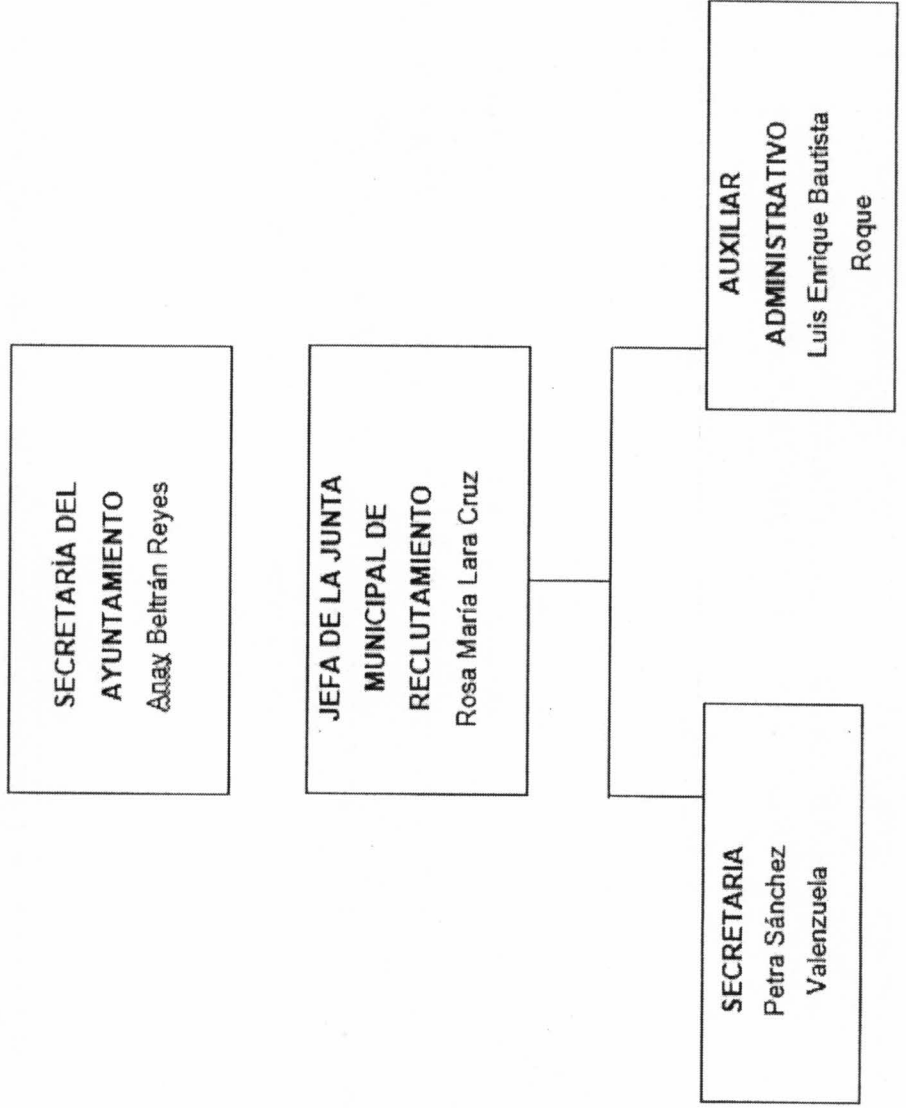 SECRETARÍA DEL
AYUNTAMIENTO
Anay Beltrán Reyes
JEFA DE LA JUNTA
MUNICIPAL DE
RECLUTAMIENTO
Rosa María Lara Cruz
SECRETARIA
Petra Sánchez
Valenzuela
AUXILIAR
ADMINISTRATIVO
Luis Enrique Bautista
Roque